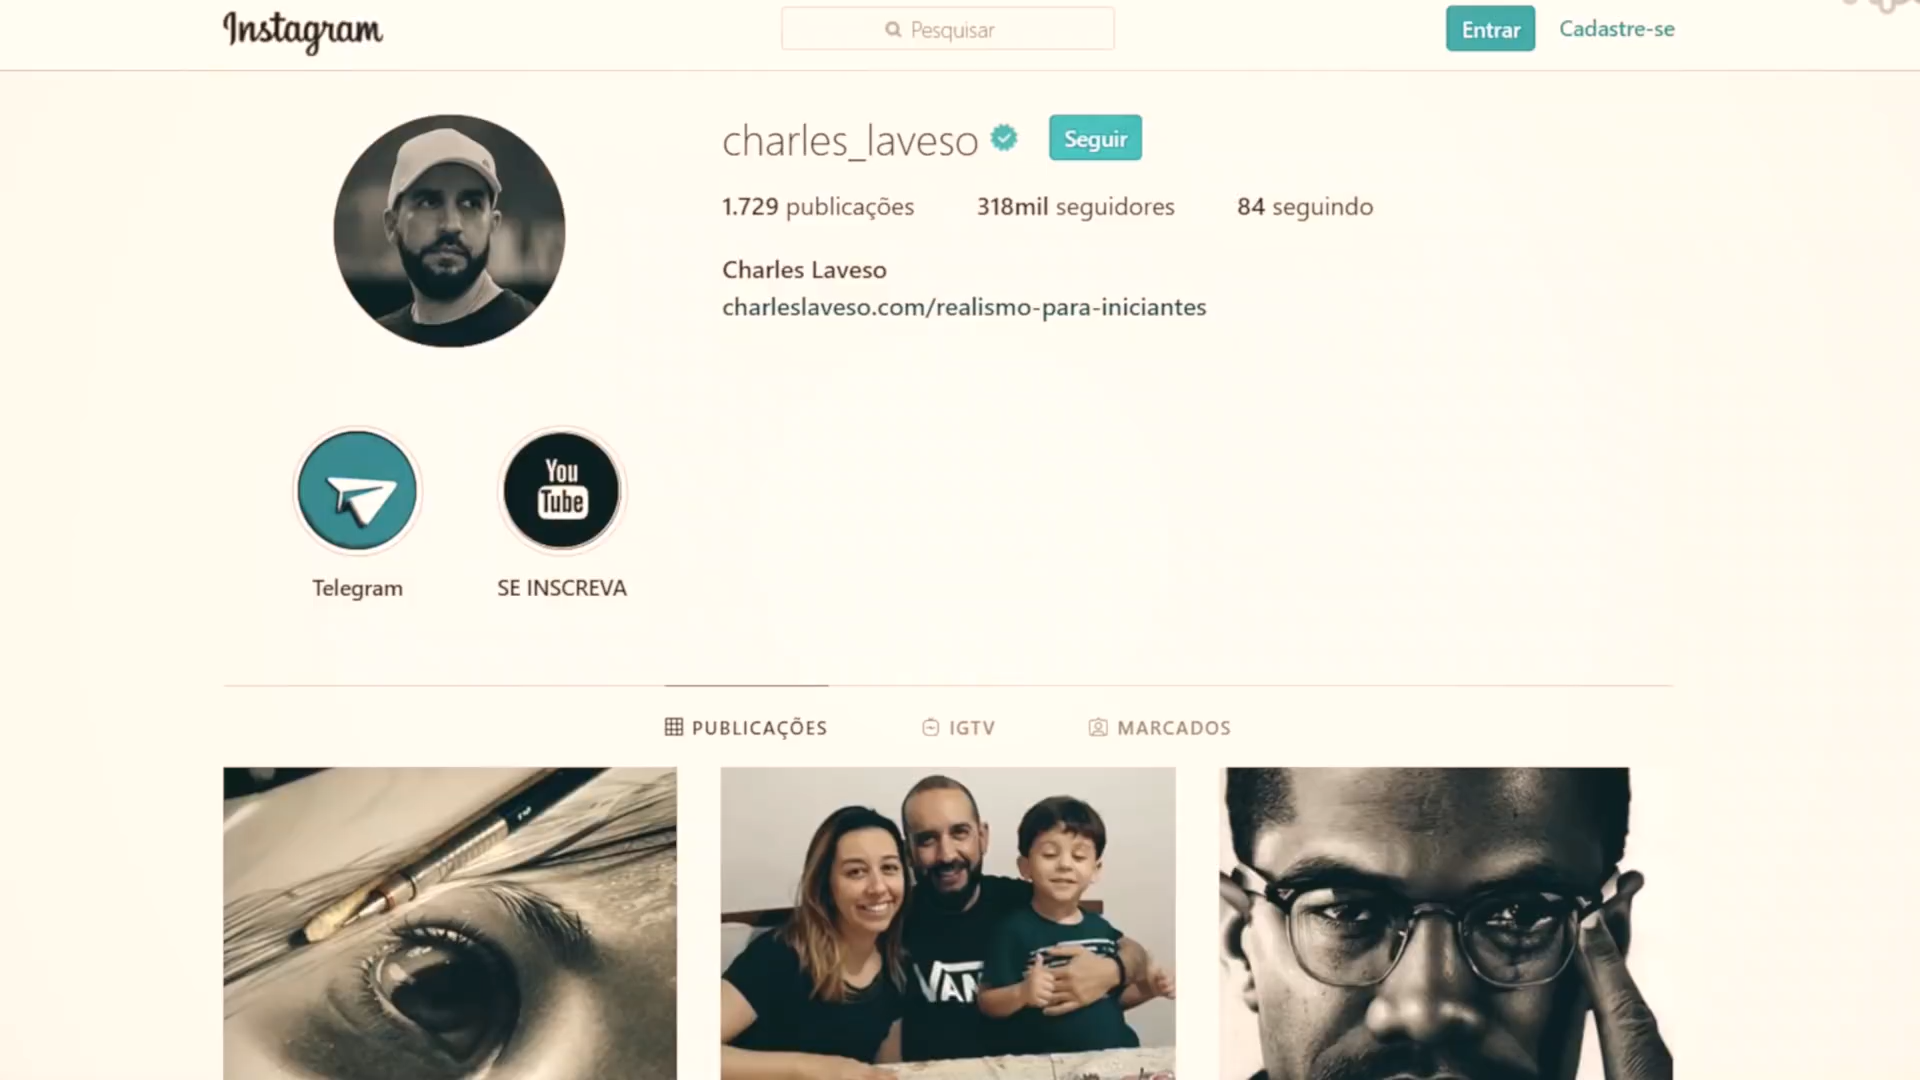 Instagram
Pesquisar
Entrar
Cadastre-se
charles_laveso
Seguir
1.729 publicações
318mil seguidores
84 seguindo
Charles Laveso
charleslaveso.com/realismo-para-iniciantes
You
Tube
Telegram
SE INSCREVA
PUBLICAÇÕES
IGTV
MARCADOS
VAN